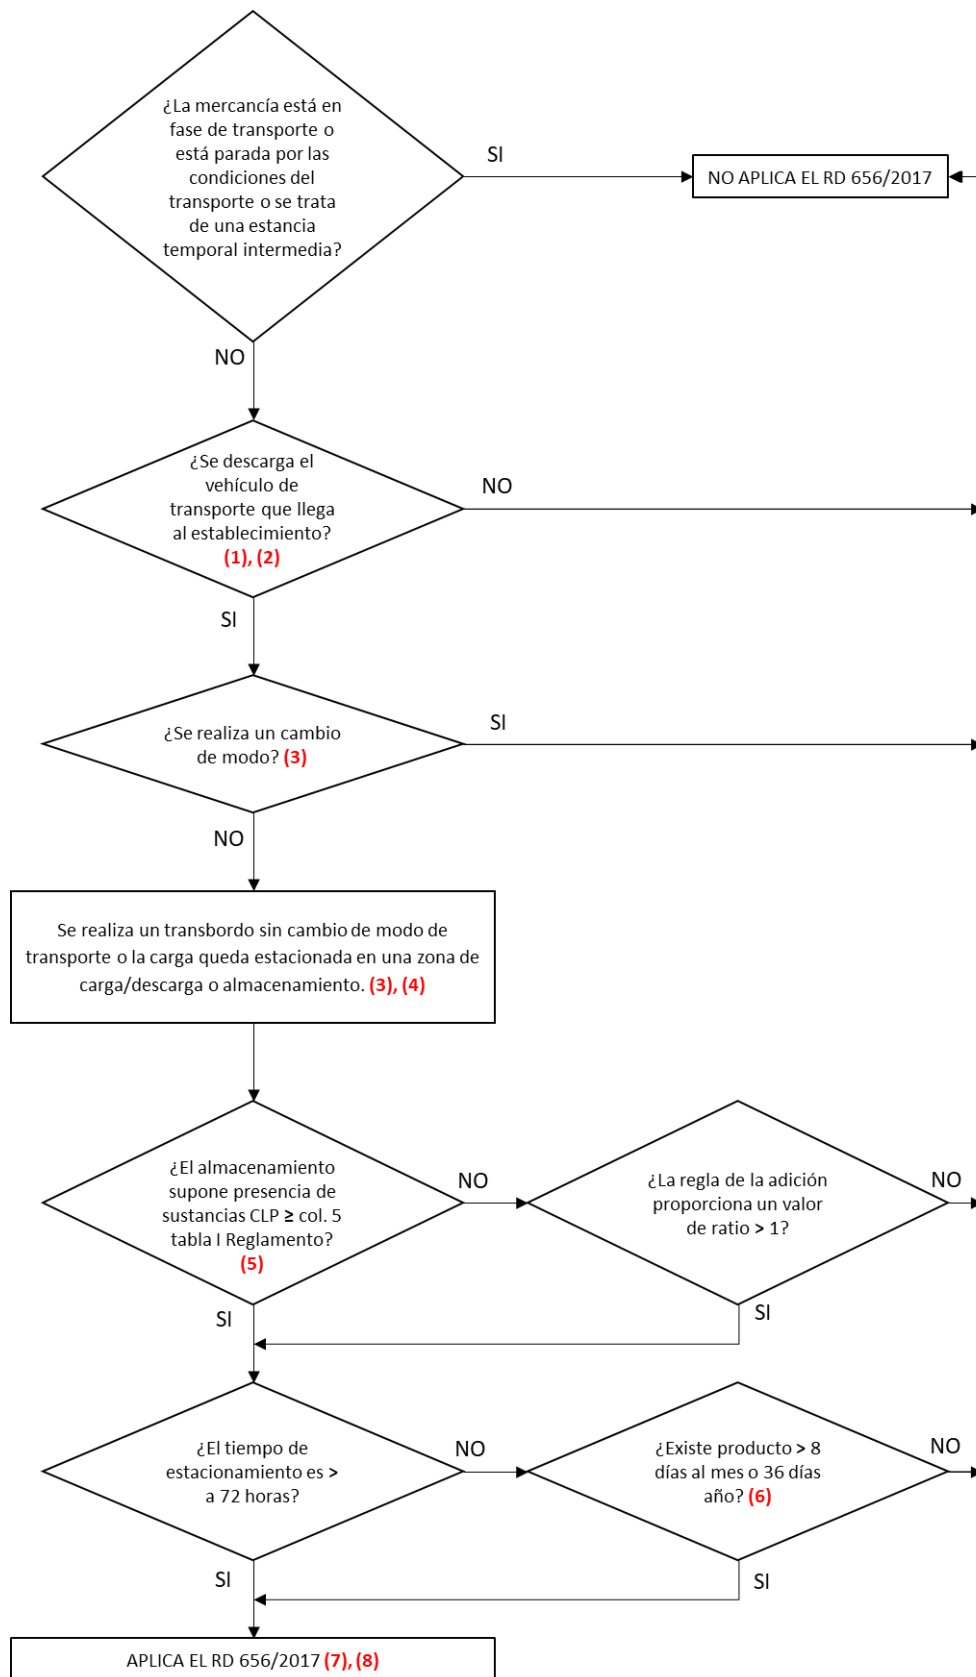 ¿La mercancía está en
fase de transporte o
está parada por las
condiciones del
transporte o se trata
de una estancia
temporal intermedia?
SI
NO APLICA EL RD 656/2017
NO
¿Se descarga el
vehículo de
transporte que llega
al establecimiento?
(1), (2)
NO
SI
¿Se realiza un cambio
de modo? (3)
SI
NO
Se realiza un transbordo sin cambio de modo de
transporte o la carga queda estacionada en una zona de
carga/descarga o almacenamiento. (3), (4)
¿El almacenamiento
supone presencia de
sustancias CLP ≥ col. 5
tabla I Reglamento?
(5)
NO
¿La regla de la adición
proporciona un valor
de ratio > 1?
NO
SI
SI
¿El tiempo de
estacionamiento es >
a 72 horas?
NO
¿Existe producto > 8
días al mes o 36 días
año? (6)
NO
SI
SI
APLICA EL RD 656/2017 (7), (8)